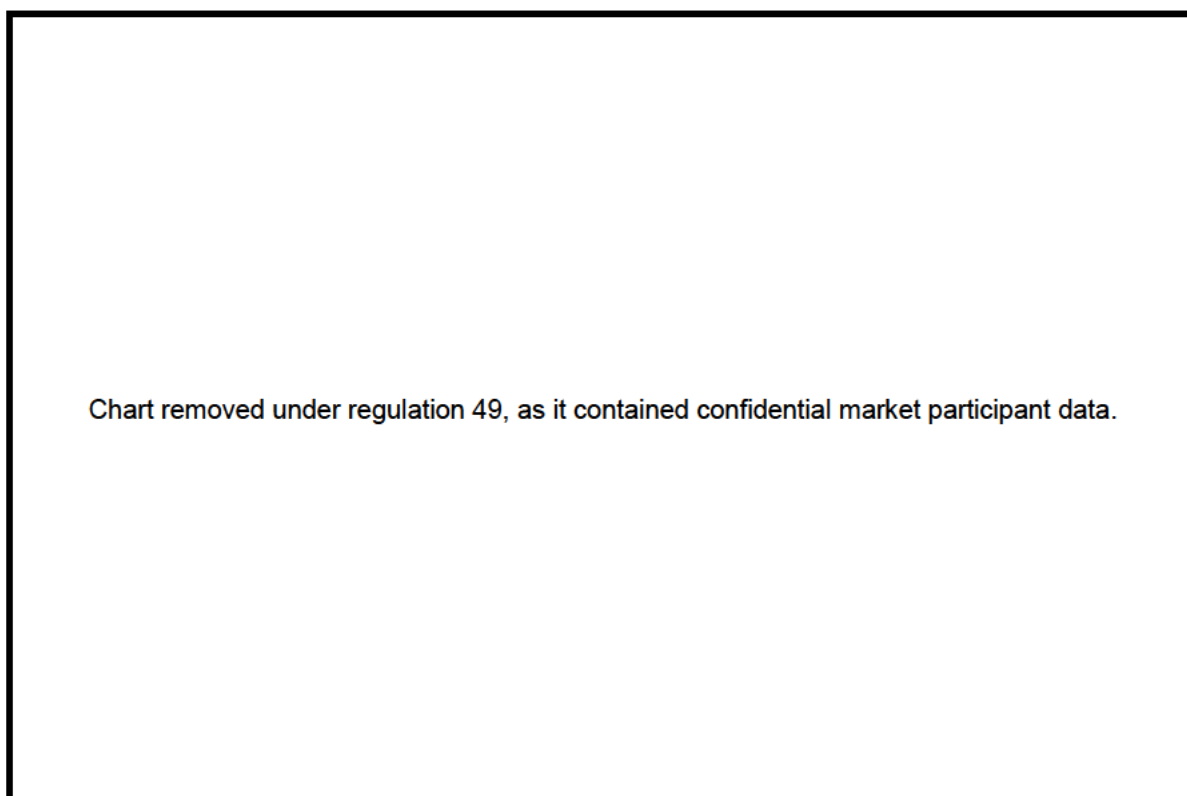 Chart removed under regulation 49, as it contained confidential market participant data.